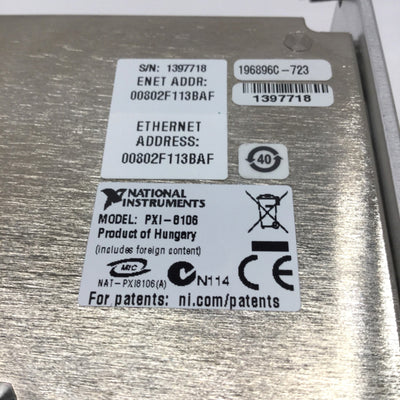 S/N: 1397718
ENET ADDR:
00802F113BAF
ETHERNET
ADDRESS:
00802F113BAF
196896C-723
1397718
40
NATIONAL
INSTRUMENTS
MODEL: PXI-8106
Product of Hungary
(includes foreign content)
MIC
NAT-PXI8106(A)
N114
CE
For patents: ni.com/patents